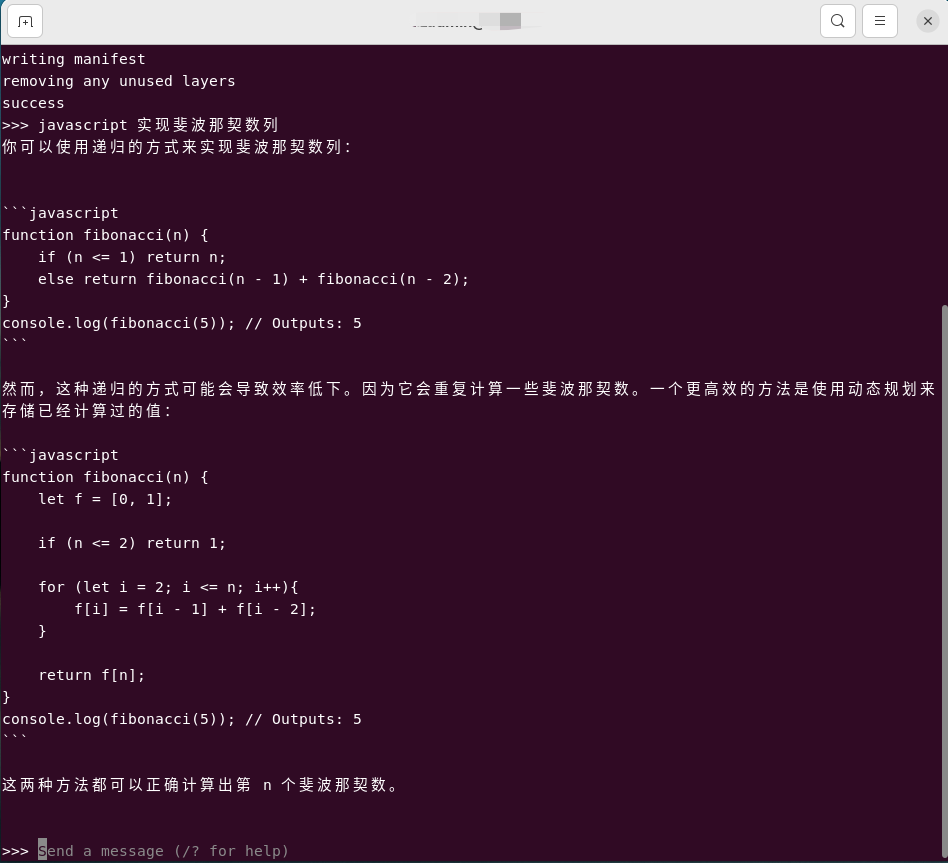 writing manifest
removing any unused layers
success
>>> javascript 实现斐波那契数列
你可以使用递归的方式来实现斐波那契数列：
```javascript
function fibonacci(n) {
    if (n <= 1) return n;
    else return fibonacci(n - 1) + fibonacci(n - 2);
}
console.log(fibonacci(5)); // Outputs: 5
```
然而，这种递归的方式可能会导致效率低下。因为它会重复计算一些斐波那契数。一个更高效的方法是使用动态规划来
存储已经计算过的值：
```javascript
function fibonacci(n) {
    let f = [0, 1];
    if (n <= 2) return 1;
    for (let i = 2; i <= n; i++){
        f[i] = f[i - 1] + f[i - 2];
    }
    return f[n];
}
console.log(fibonacci(5)); // Outputs: 5
```
这两种方法都可以正确计算出第 n 个斐波那契数。
>>> Send a message (/? for help)